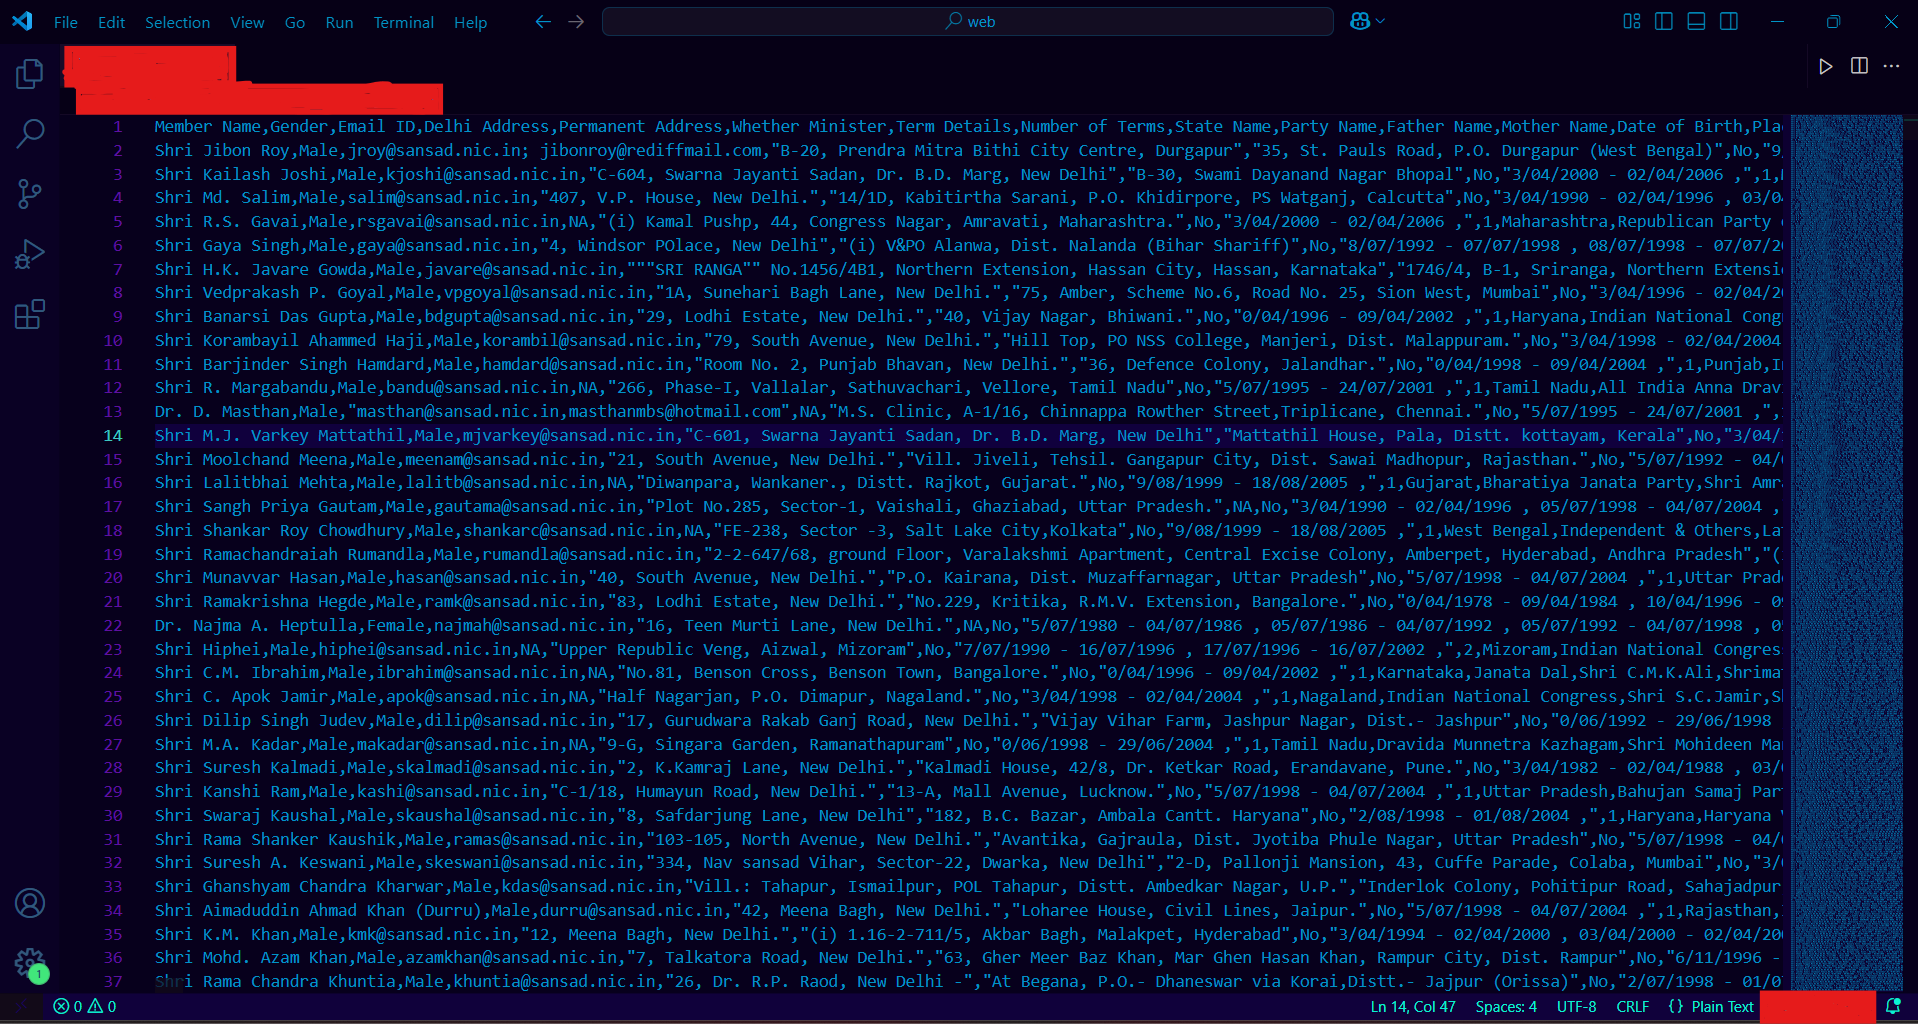 File Edit Selection View Go Run Terminal Help web
1 Member Name,Gender,Email ID,Delhi Address,Permanent Address,Whether Minister,Term Details,Number of Terms,State Name,Party Name,Father Name,Mother Name,Date of Birth,Pla
2 Shri Jibon Roy,Male,jroy@sansad.nic.in; jibonroy@rediffmail.com,"B-20, Prendra Mitra Bithi City Centre, Durgapur","35, St. Pauls Road, P.O. Durgapur (West Bengal)",No,"9
3 Shri Kailash Joshi,Male,kjoshi@sansad.nic.in,"C-604, Swarna Jayanti Sadan, Dr. B.D. Marg, New Delhi","B-30, Swami Dayanand Nagar Bhopal",No,"3/04/2000 - 02/04/2006 ,",1,
4 Shri Md. Salim,Male,salim@sansad.nic.in,"407, V.P. House, New Delhi.","14/1D, Kabitirtha Sarani, P.O. Khidirpore, PS Watganj, Calcutta",No,"3/04/1990 - 02/04/1996 , 03/04
5 Shri R.S. Gavai,Male,rsgavai@sansad.nic.in,NA,"(i) Kamal Pushp, 44, Congress Nagar, Amravati, Maharashtra.",No,"3/04/2000 - 02/04/2006 ,",1,Maharashtra,Republican Party
6 Shri Gaya Singh,Male,gaya@sansad.nic.in,"4, Windsor POlace, New Delhi","(i) V&PO Alanwa, Dist. Nalanda (Bihar Shariff)",No,"8/07/1992 - 07/07/1998 , 08/07/1998 - 07/07/2
7 Shri H.K. Javare Gowda,Male,javare@sansad.nic.in,"""SRI RANGA"" No.1456/4B1, Northern Extension, Hassan City, Hassan, Karnataka","1746/4, B-1, Sriranga, Northern Extensi
8 Shri Vedprakash P. Goyal,Male,vpgoyal@sansad.nic.in,"1A, Sunehari Bagh Lane, New Delhi.","75, Amber, Scheme No.6, Road No. 25, Sion West, Mumbai",No,"3/04/1996 - 02/04/2
9 Shri Banarsi Das Gupta,Male,bdgupta@sansad.nic.in,"29, Lodhi Estate, New Delhi.","40, Vijay Nagar, Bhiwani.",No,"0/04/1996 - 09/04/2002 ,",1,Haryana,Indian National Cong
10 Shri Korambayil Ahammed Haji,Male,korambil@sansad.nic.in,"79, South Avenue, New Delhi.","Hill Top, PO NSS College, Manjeri, Dist. Malappuram.",No,"3/04/1998 - 02/04/2004
11 Shri Barjinder Singh Hamdard,Male,hamdard@sansad.nic.in,"Room No. 2, Punjab Bhavan, New Delhi.","36, Defence Colony, Jalandhar.",No,"0/04/1998 - 09/04/2004 ,",1,Punjab,I
12 Shri R. Margabandu,Male,bandu@sansad.nic.in,NA,"266, Phase-I, Vallalar, Sathuvachari, Vellore, Tamil Nadu",No,"5/07/1995 - 24/07/2001 ,",1,Tamil Nadu,All India Anna Drav
13 Dr. D. Masthan,Male,"masthan@sansad.nic.in,masthanmbs@hotmail.com",NA,"M.S. Clinic, A-1/16, Chinnappa Rowther Street,Triplicane, Chennai.",No,"5/07/1995 - 24/07/2001 ,",
14 Shri M.J. Varkey Mattathil,Male,mjvarkey@sansad.nic.in,"C-601, Swarna Jayanti Sadan, Dr. B.D. Marg, New Delhi","Mattathil House, Pala, Distt. kottayam, Kerala",No,"3/04/
15 Shri Moolchand Meena,Male,meenam@sansad.nic.in,"21, South Avenue, New Delhi.","Vill. Jiveli, Tehsil. Gangapur City, Dist. Sawai Madhopur, Rajasthan.",No,"5/07/1992 - 04/
16 Shri Lalitbhai Mehta,Male,lalitb@sansad.nic.in,NA,"Diwanpara, Wankaner., Distt. Rajkot, Gujarat.",No,"9/08/1999 - 18/08/2005 ,",1,Gujarat,Bharatiya Janata Party,Shri Amr
17 Shri Sangh Priya Gautam,Male,gautama@sansad.nic.in,"Plot No.285, Sector-1, Vaishali, Ghaziabad, Uttar Pradesh.",NA,No,"3/04/1990 - 02/04/1996 , 05/07/1998 - 04/07/2004 ,
18 Shri Shankar Roy Chowdhury,Male,shankarc@sansad.nic.in,NA,"FE-238, Sector -3, Salt Lake City,Kolkata",No,"9/08/1999 - 18/08/2005 ,",1,West Bengal,Independent & Others,La
19 Shri Ramachandraiah Rumandla,Male,rumandla@sansad.nic.in,"2-2-647/68, ground Floor, Varalakshmi Apartment, Central Excise Colony, Amberpet, Hyderabad, Andhra Pradesh","(
20 Shri Munavvar Hasan,Male,hasan@sansad.nic.in,"40, South Avenue, New Delhi.","P.O. Kairana, Dist. Muzaffarnagar, Uttar Pradesh",No,"5/07/1998 - 04/07/2004 ,",1,Uttar Prad
21 Shri Ramakrishna Hegde,Male,ramk@sansad.nic.in,"83, Lodhi Estate, New Delhi.","No.229, Kritika, R.M.V. Extension, Bangalore.",No,"0/04/1978 - 09/04/1984 , 10/04/1996 - 0
22 Dr. Najma A. Heptulla,Female,najmah@sansad.nic.in,"16, Teen Murti Lane, New Delhi.",NA,No,"5/07/1980 - 04/07/1986 , 05/07/1986 - 04/07/1992 , 05/07/1992 - 04/07/1998 , 0
23 Shri Hiphei,Male,hiphei@sansad.nic.in,NA,"Upper Republic Veng, Aizwal, Mizoram",No,"7/07/1990 - 16/07/1996 , 17/07/1996 - 16/07/2002 ,",2,Mizoram,Indian National Congres
24 Shri C.M. Ibrahim,Male,ibrahim@sansad.nic.in,NA,"No.81, Benson Cross, Benson Town, Bangalore.",No,"0/04/1996 - 09/04/2002 ,",1,Karnataka,Janata Dal,Shri C.M.K.Ali,Shrima
25 Shri C. Apok Jamir,Male,apok@sansad.nic.in,NA,"Half Nagarjan, P.O. Dimapur, Nagaland.",No,"3/04/1998 - 02/04/2004 ,",1,Nagaland,Indian National Congress,Shri S.C.Jamir,S
26 Shri Dilip Singh Judev,Male,dilip@sansad.nic.in,"17, Gurudwara Rakab Ganj Road, New Delhi.","Vijay Vihar Farm, Jashpur Nagar, Dist.- Jashpur",No,"0/06/1992 - 29/06/1998
27 Shri M.A. Kadar,Male,makadar@sansad.nic.in,NA,"9-G, Singara Garden, Ramanathapuram",No,"0/06/1998 - 29/06/2004 ,",1,Tamil Nadu,Dravida Munnetra Kazhagam,Shri Mohideen Ma
28 Shri Suresh Kalmadi,Male,skalmadi@sansad.nic.in,"2, K.Kamraj Lane, New Delhi.","Kalmadi House, 42/8, Dr. Ketkar Road, Erandavane, Pune.",No,"3/04/1982 - 02/04/1988 , 03/
29 Shri Kanshi Ram,Male,kashi@sansad.nic.in,"C-1/18, Humayun Road, New Delhi.","13-A, Mall Avenue, Lucknow.",No,"5/07/1998 - 04/07/2004 ,",1,Uttar Pradesh,Bahujan Samaj Par
30 Shri Swaraj Kaushal,Male,skaushal@sansad.nic.in,"8, Safdarjung Lane, New Delhi","182, B.C. Bazar, Ambala Cantt. Haryana",No,"2/08/1998 - 01/08/2004 ,",1,Haryana,Haryana
31 Shri Rama Shanker Kaushik,Male,ramas@sansad.nic.in,"103-105, North Avenue, New Delhi.","Avantika, Gajraula, Dist. Jyotiba Phule Nagar, Uttar Pradesh",No,"5/07/1998 - 04/
32 Shri Suresh A. Keswani,Male,skeswani@sansad.nic.in,"334, Nav sansad Vihar, Sector-22, Dwarka, New Delhi","2-D, Pallonji Mansion, 43, Cuffe Parade, Colaba, Mumbai",No,"3/
33 Shri Ghanshyam Chandra Kharwar,Male,kdas@sansad.nic.in,"Vill.: Tahapur, Ismailpur, POL Tahapur, Distt. Ambedkar Nagar, U.P.","Inderlok Colony, Pohitipur Road, Sahajadpur
34 Shri Aimaduddin Ahmad Khan (Durru),Male,durru@sansad.nic.in,"42, Meena Bagh, New Delhi.","Loharee House, Civil Lines, Jaipur.",No,"5/07/1998 - 04/07/2004 ,",1,Rajasthan,
35 Shri K.M. Khan,Male,kmk@sansad.nic.in,"12, Meena Bagh, New Delhi.","(i) 1.16-2-711/5, Akbar Bagh, Malakpet, Hyderabad",No,"3/04/1994 - 02/04/2000 , 03/04/2000 - 02/04/20
36 Shri Mohd. Azam Khan,Male,azamkhan@sansad.nic.in,"7, Talkatora Road, New Delhi.","63, Gher Meer Baz Khan, Mar Ghen Hasan Khan, Rampur City, Dist. Rampur",No,"6/11/1996 -
37 Shri Rama Chandra Khuntia,Male,khuntia@sansad.nic.in,"26, Dr. R.P. Raod, New Delhi -","At Begana, P.O.- Dhaneswar via Korai,Distt.- Jajpur (Orissa)",No,"2/07/1998 - 01/0
1
0 0 Ln 14, Col 47 Spaces: 4 UTF-8 CRLF {} Plain Text